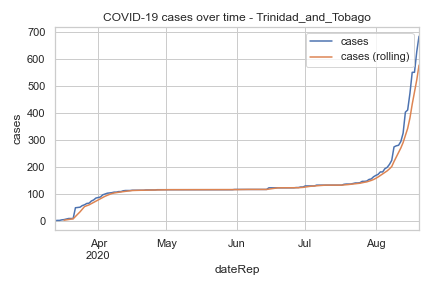 COVID-19 cases over time - Trinidad_and_Tobago
cases
cases (rolling)
cases
700
600
500
400
300
200
100
0
Apr
2020
May
Jun
Jul
Aug
dateRep